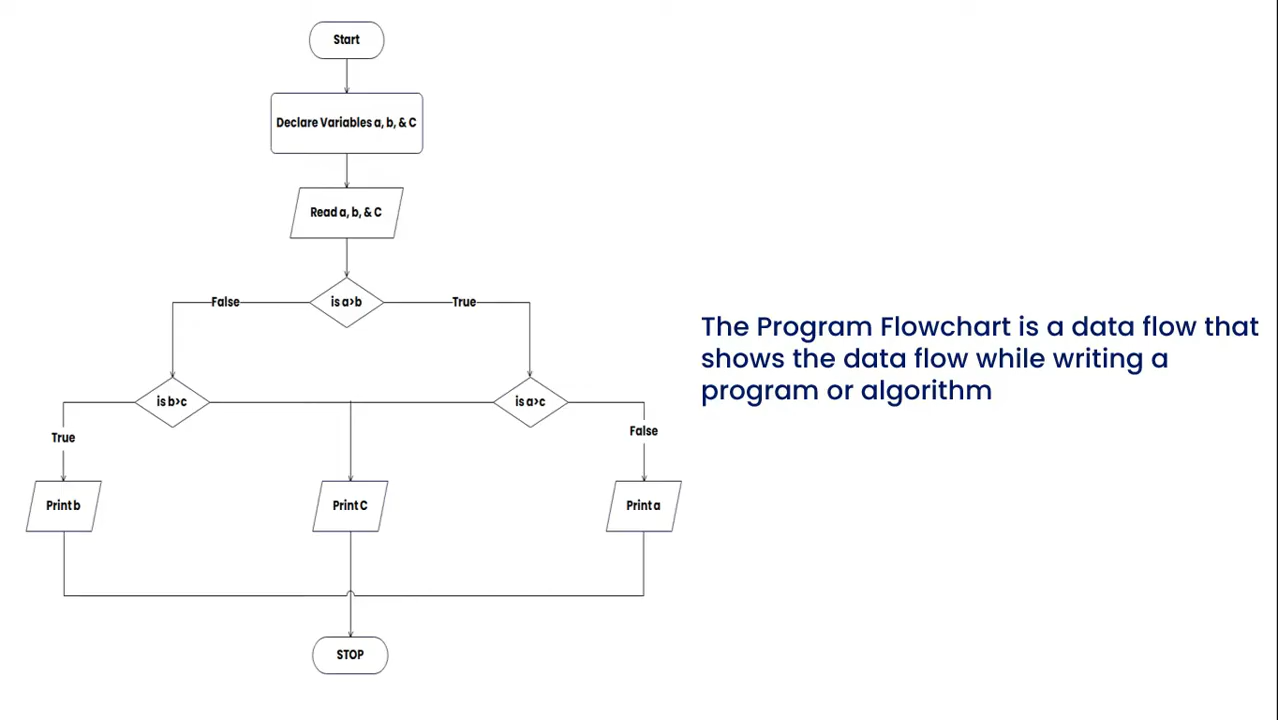 Start
Declare Variables a, b, & C
Read a, b, & C
is a>b
False
True
is b>c
is a>c
True
False
Print b
Print C
Print a
STOP
The Program Flowchart is a data flow that
shows the data flow while writing a
program or algorithm